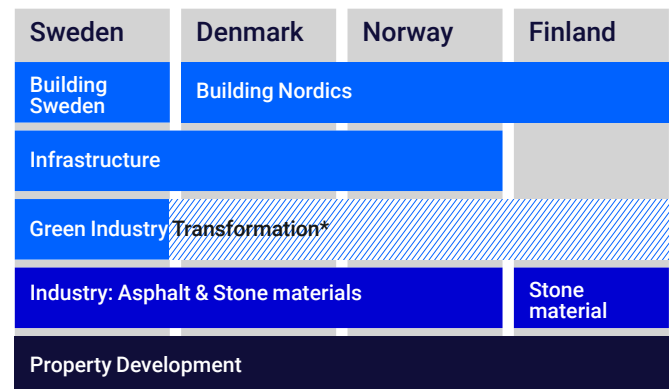 Sweden Denmark Norway Finland
Building
Sweden
Building Nordics
Infrastructure
Green Industry Transformation*
Industry: Asphalt & Stone materials
Stone
material
Property Development